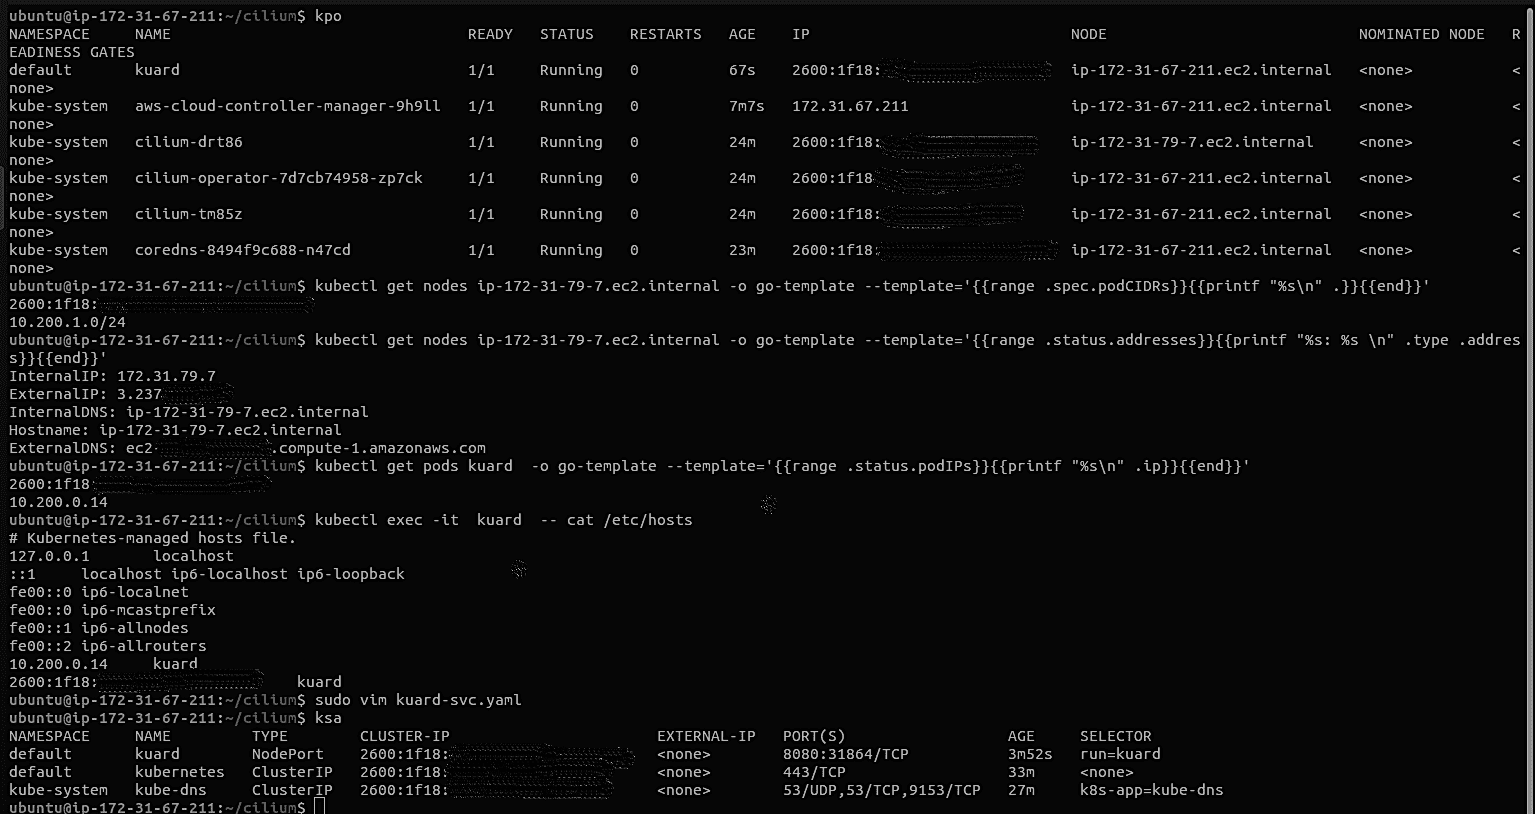 ubuntu@ip-172-31-67-211:~/cilium$ kpo
NAMESPACE     NAME                                 READY   STATUS    RESTARTS   AGE    IP                             NODE                            NOMINATED NODE   R
EADINESS GATES
default       kuard                                1/1     Running   0          67s    2600:1f18:                     ip-172-31-67-211.ec2.internal   <none>           <
none>
kube-system   aws-cloud-controller-manager-9h9ll   1/1     Running   0          7m7s   172.31.67.211                  ip-172-31-67-211.ec2.internal   <none>           <
none>
kube-system   cilium-drt86                         1/1     Running   0          24m    2600:1f18:                     ip-172-31-79-7.ec2.internal     <none>           <
none>
kube-system   cilium-operator-7d7cb74958-zp7ck     1/1     Running   0          24m    2600:1f18                      ip-172-31-67-211.ec2.internal   <none>           <
none>
kube-system   cilium-tm85z                         1/1     Running   0          24m    2600:1f18:                     ip-172-31-67-211.ec2.internal   <none>           <
none>
kube-system   coredns-8494f9c688-n47cd             1/1     Running   0          23m    2600:1f18                      ip-172-31-67-211.ec2.internal   <none>           <
none>
ubuntu@ip-172-31-67-211:~/cilium$ kubectl get nodes ip-172-31-79-7.ec2.internal -o go-template --template='{{range .spec.podCIDRs}}{{printf "%s\n" .}}{{end}}'
2600:1f18:
10.200.1.0/24
ubuntu@ip-172-31-67-211:~/cilium$ kubectl get nodes ip-172-31-79-7.ec2.internal -o go-template --template='{{range .status.addresses}}{{printf "%s: %s \n" .type .addres
s}}{{end}}'
InternalIP: 172.31.79.7
ExternalIP: 3.237
InternalDNS: ip-172-31-79-7.ec2.internal
Hostname: ip-172-31-79-7.ec2.internal
ExternalDNS: ec2-                .compute-1.amazonaws.com
ubuntu@ip-172-31-67-211:~/cilium$ kubectl get pods kuard  -o go-template --template='{{range .status.podIPs}}{{printf "%s\n" .ip}}{{end}}'
2600:1f18
10.200.0.14
ubuntu@ip-172-31-67-211:~/cilium$ kubectl exec -it  kuard  -- cat /etc/hosts
# Kubernetes-managed hosts file.
127.0.0.1       localhost
::1     localhost ip6-localhost ip6-loopback
fe00::0 ip6-localnet
fe00::0 ip6-mcastprefix
fe00::1 ip6-allnodes
fe00::2 ip6-allrouters
10.200.0.14     kuard
2600:1f18:                      kuard
ubuntu@ip-172-31-67-211:~/cilium$ sudo vim kuard-svc.yaml
ubuntu@ip-172-31-67-211:~/cilium$ ksa
NAMESPACE     NAME         TYPE        CLUSTER-IP                       EXTERNAL-IP   PORT(S)                  AGE     SELECTOR
default       kuard        NodePort    2600:1f18:                       <none>        8080:31864/TCP           3m52s   run=kuard
default       kubernetes   ClusterIP   2600:1f18:                       <none>        443/TCP                  33m     <none>
kube-system   kube-dns     ClusterIP   2600:1f18:                       <none>        53/UDP,53/TCP,9153/TCP   27m     k8s-app=kube-dns
ubuntu@ip-172-31-67-211:~/cilium$